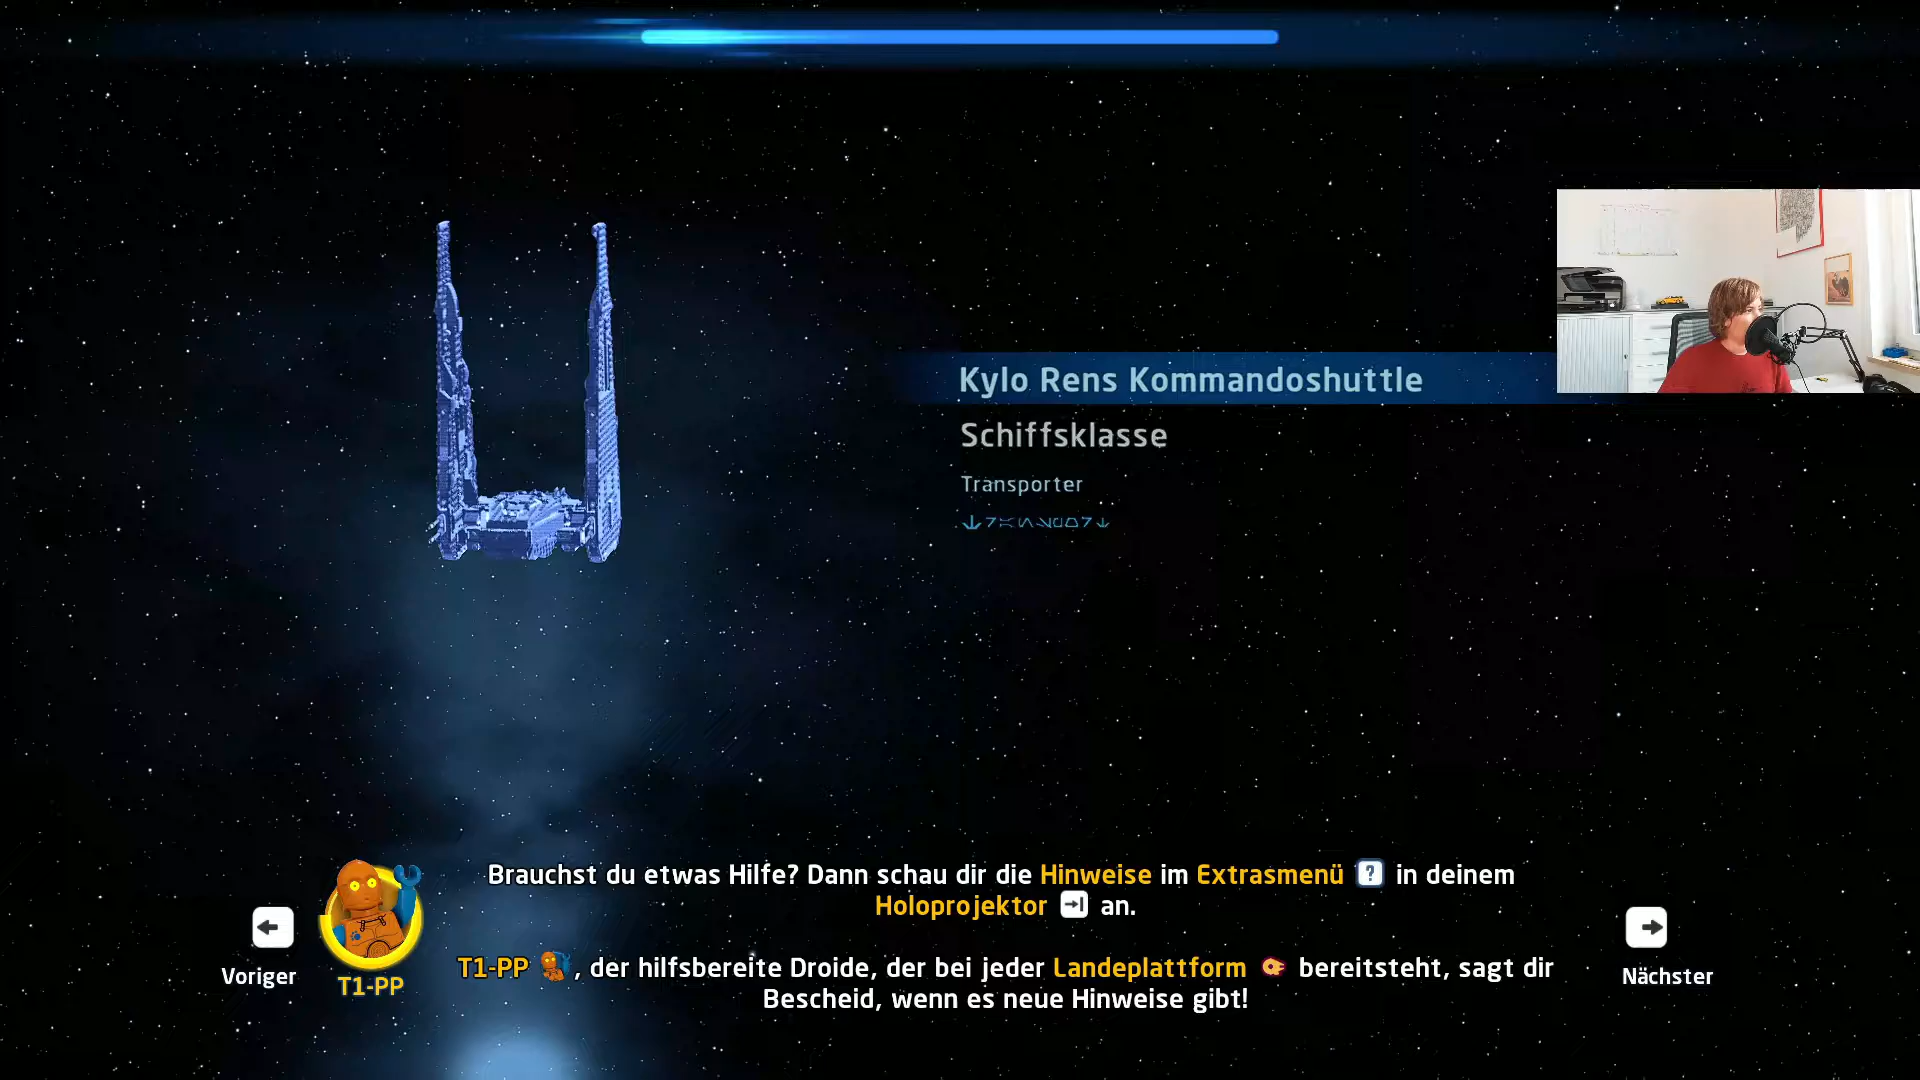 Kylo Rens Kommandoshuttle
Schiffsklasse
Transporter
Brauchst du etwas Hilfe? Dann schau dir die Hinweise im Extrasmenü ? in deinem
Holoprojektor an.
T1-PP , der hilfsbereite Droide, der bei jeder Landeplattform bereitsteht, sagt dir
Bescheid, wenn es neue Hinweise gibt!
Voriger
T1-PP
Nächster